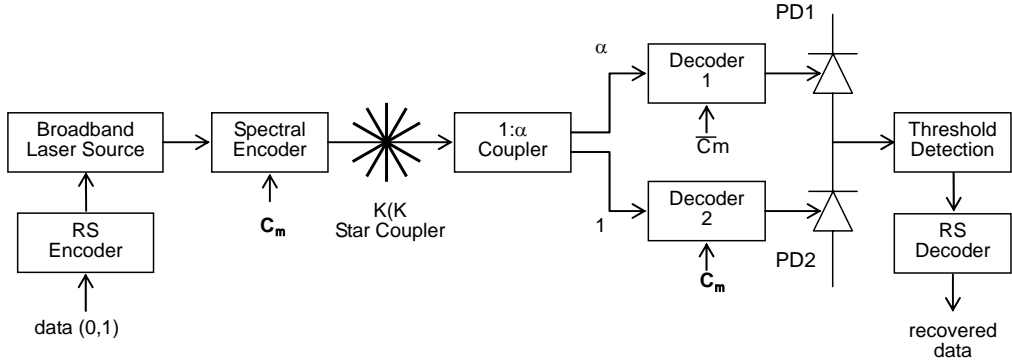 PD1
α
Decoder
1
Broadband
Laser Source
Spectral
Encoder
1:α
Coupler
C̅m
Threshold
Detection
RS
Encoder
Cm
K(K
Star Coupler
1
Decoder
2
RS
Decoder
PD2
Cm
data (0,1)
recovered
data